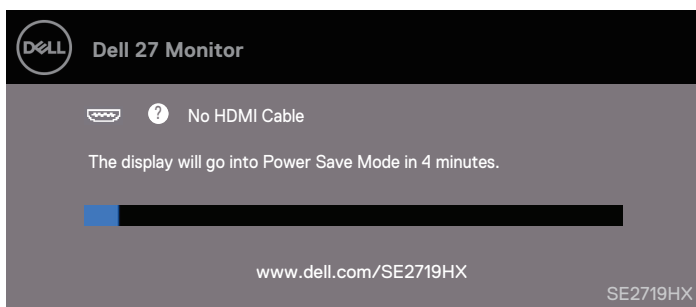 DELL
Dell 27 Monitor
? No HDMI Cable
The display will go into Power Save Mode in 4 minutes.
www.dell.com/SE2719HX
SE2719HX